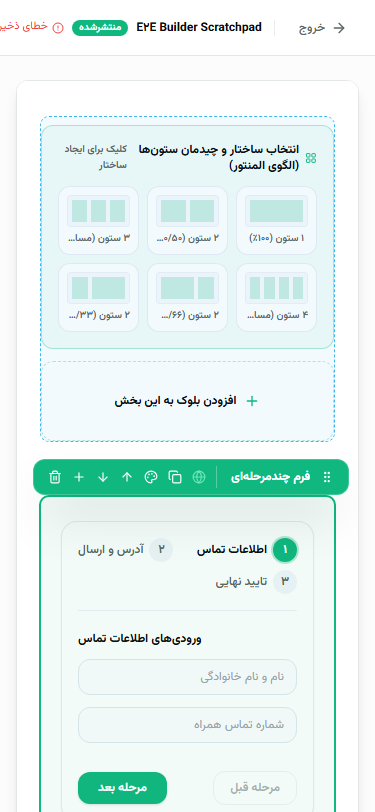 خروج
E2E Builder Scratchpad
منتشرشده
خطای ذخیر
انتخاب ساختار و چیدمان ستون‌ها
(الگوی المنتور)
کلیک برای ایجاد
ساختار
۱ ستون (۱۰۰٪)
۲ ستون (۵۰/۰...
۳ ستون (مسا...
۴ ستون (مسا...
۲ ستون (۶۶/...
۲ ستون (۳۳/...
افزودن بلوک به این بخش
فرم چندمرحله‌ای
۱ اطلاعات تماس
۲ آدرس و ارسال
۳ تایید نهایی
ورودی‌های اطلاعات تماس
نام و نام خانوادگی
شماره تماس همراه
مرحله قبل
مرحله بعد